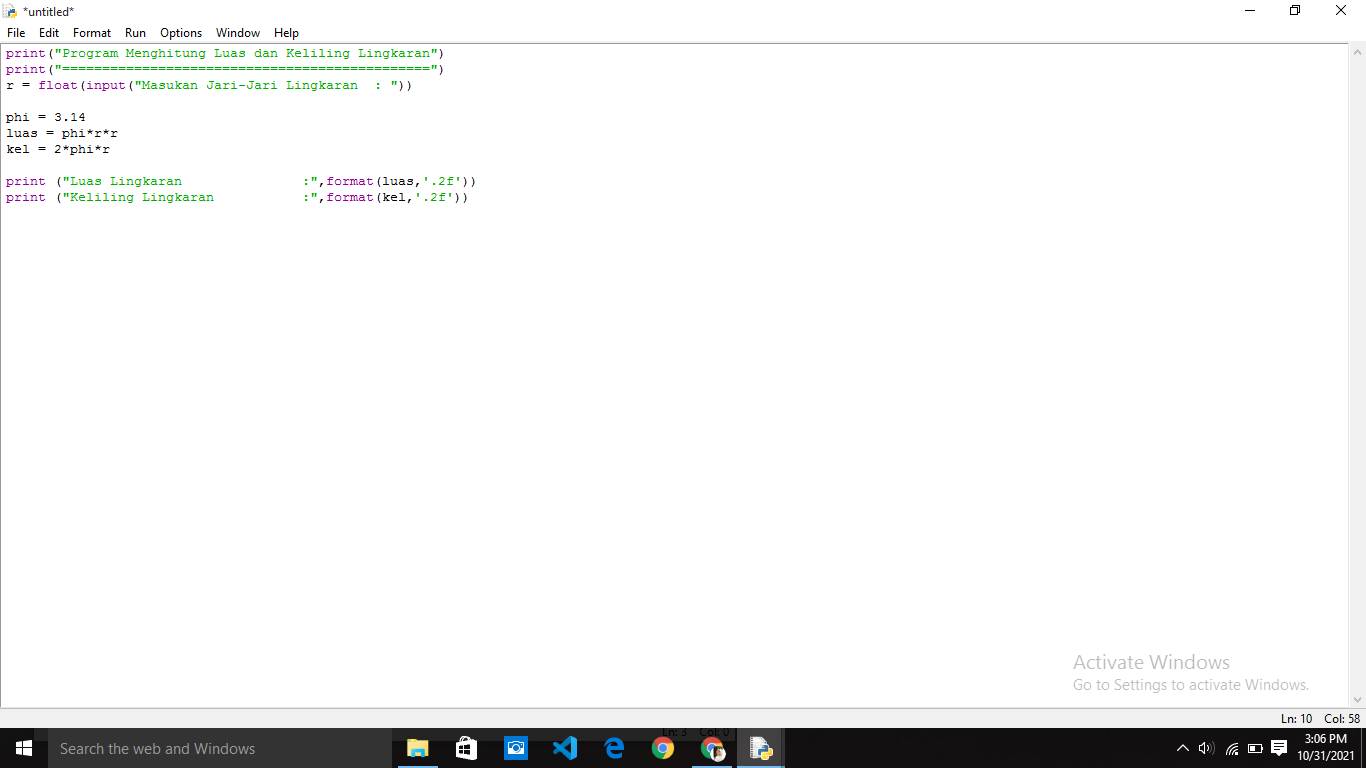 *untitled*
File Edit Format Run Options Window Help
print("Program Menghitung Luas dan Keliling Lingkaran")
print("==============================================")
r = float(input("Masukan Jari-Jari Lingkaran  : "))
phi = 3.14
luas = phi*r*r
kel = 2*phi*r
print ("Luas Lingkaran               :",format(luas,'.2f'))
print ("Keliling Lingkaran           :",format(kel,'.2f'))
Activate Windows
Go to Settings to activate Windows.
Ln: 10 Col: 58
Ln: 3 Col: 0
Search the web and Windows
3:06 PM
10/31/2021